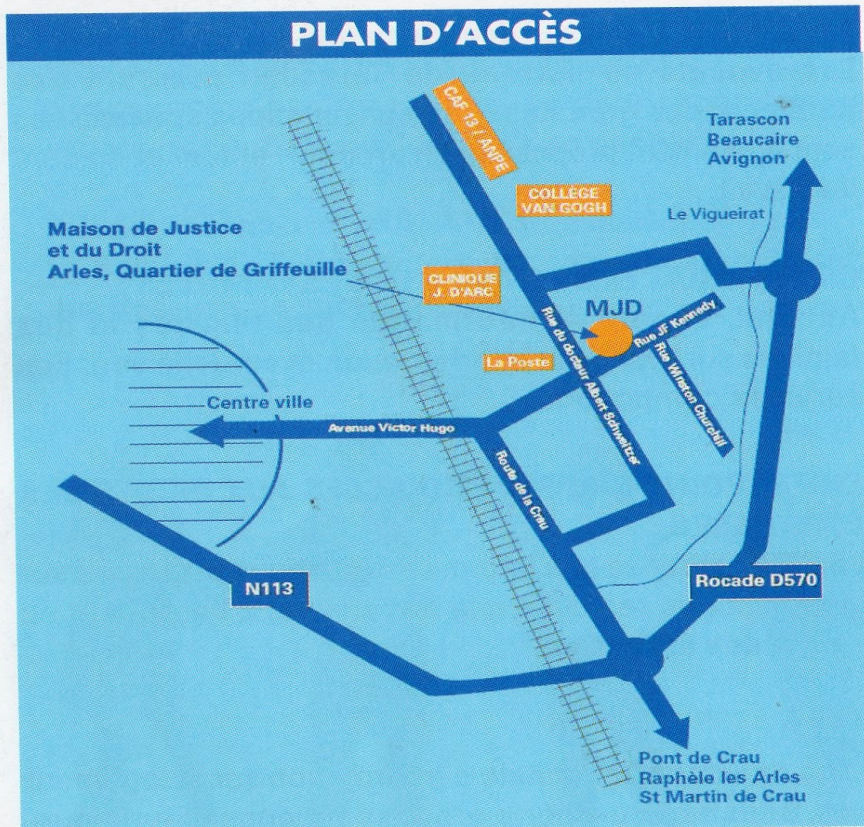 PLAN D'ACCÈS
CAF 13 / ANPE
Tarascon
Beaucaire
Avignon
COLLÈGE
VAN GOGH
Le Vigueirat
Maison de Justice
et du Droit
Arles, Quartier de Griffeuille
CLINIQUE
J. D'ARC
MJD
Rue JF Kennedy
Rue du docteur Albert Schweitzer
La Poste
Rue Winston Churchill
Centre ville
Avenue Victor Hugo
Route de la Crau
N113
Rocade D570
Pont de Crau
Raphèle les Arles
St Martin de Crau